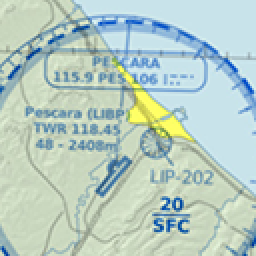 PESCARA
115.9 PES 106
Pescara (LIBP)
TWR 118.45
48 - 2408m
LIP-202
20
SFC